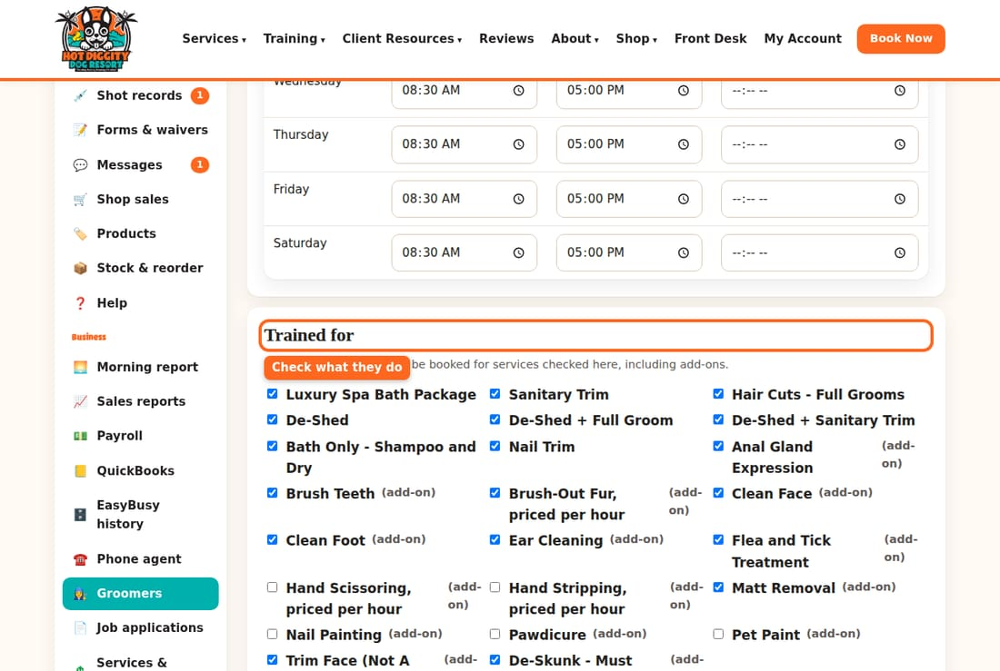 HOT DIGGITY
DOG RESORT
Services ▾ Training ▾ Client Resources ▾ Reviews About ▾ Shop ▾ Front Desk My Account Book Now
Shot records 1
Forms & waivers
Messages 1
Shop sales
Products
Stock & reorder
Help
Business
Morning report
Sales reports
Payroll
QuickBooks
EasyBusy
history
Phone agent
Groomers
Job applications
Services &
Wednesday 08:30 AM 05:00 PM --:-- --
Thursday 08:30 AM 05:00 PM --:-- --
Friday 08:30 AM 05:00 PM --:-- --
Saturday 08:30 AM 05:00 PM --:-- --
Trained for
Check what they do be booked for services checked here, including add-ons.
Luxury Spa Bath Package Sanitary Trim Hair Cuts - Full Grooms
De-Shed De-Shed + Full Groom De-Shed + Sanitary Trim
Bath Only - Shampoo and Nail Trim Anal Gland (add-
Dry Expression on)
Brush Teeth (add-on) Brush-Out Fur, (add- Clean Face (add-on)
priced per hour on)
Clean Foot (add-on) Ear Cleaning (add-on) Flea and Tick (add-
Treatment on)
Hand Scissoring, (add- Hand Stripping, (add- Matt Removal (add-on)
priced per hour on) priced per hour on)
Nail Painting (add-on) Pawdicure (add-on) Pet Paint (add-on)
Trim Face (Not A (add- De-Skunk - Must (add-